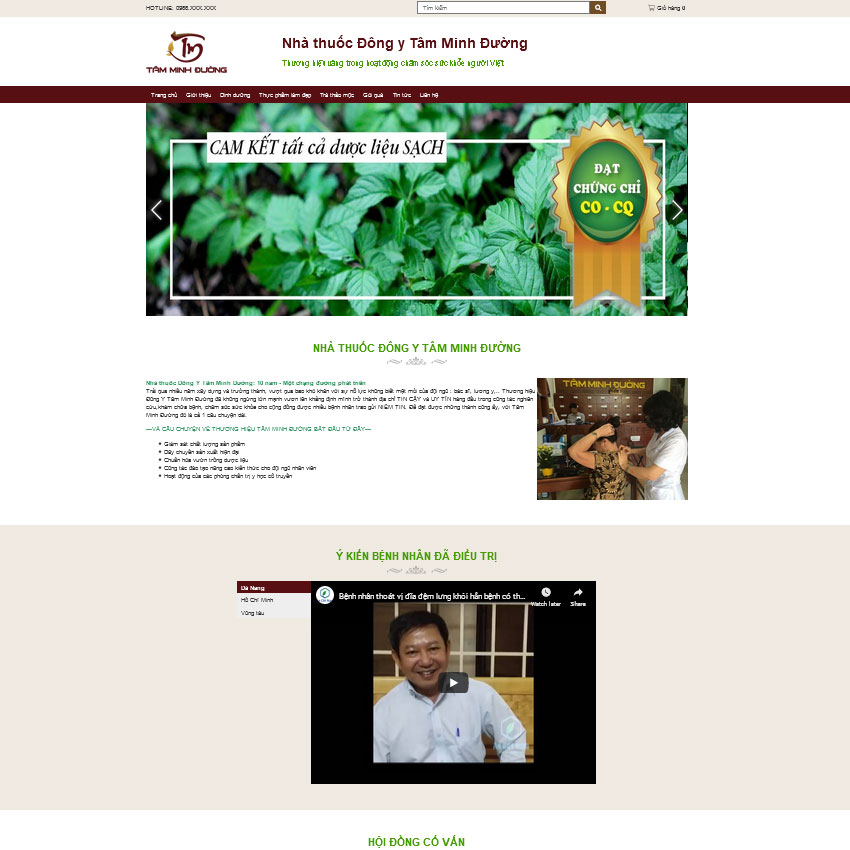 HOTLINE: 0966.XXX.XXX
Tìm kiếm
Giỏ hàng 0
TÂM MINH ĐƯỜNG
Nhà thuốc Đông y Tâm Minh Đường
Thương hiệu vàng trong hoạt động chăm sóc sức khỏe người Việt
Trang chủ Giới thiệu Dinh dưỡng Thực phẩm làm đẹp Trà thảo mộc Gói quà Tin tức Liên hệ
CAM KẾT tất cả dược liệu SẠCH
ĐẠT
CHỨNG CHỈ
CO - CQ
NHÀ THUỐC ĐÔNG Y TÂM MINH ĐƯỜNG
Nhà thuốc Đông Y Tâm Minh Đường: 10 năm - Một chặng đường phát triển
Trải qua nhiều năm xây dựng và trưởng thành, vượt qua bao khó khăn với sự nỗ lực không biết mệt mỏi của đội ngũ : bác sĩ, lương y,... Thương hiệu
Đông Y Tâm Minh Đường đã không ngừng lớn mạnh vươn lên khẳng định mình trở thành địa chỉ TIN CẬY và UY TÍN hàng đầu trong công tác nghiên
cứu,khám chữa bệnh, chăm sóc sức khỏe cho cộng đồng được nhiều bệnh nhân trao gửi NIỀM TIN. Để đạt được những thành công ấy, với Tâm
Minh Đường đó là cả 1 câu chuyện dài.
—VÀ CÂU CHUYỆN VỀ THƯƠNG HIỆU TÂM MINH ĐƯỜNG BẮT ĐẦU TỪ ĐÂY—
Giám sát chất lượng sản phẩm
Dây chuyền sản xuất hiện đại
Chuẩn hóa vườn trồng dược liệu
Công tác đào tạo nâng cao kiến thức cho đội ngũ nhân viên
Hoạt động của các phòng chẩn trị y học cổ truyền
TÂM MINH ĐƯỜNG
Ý KIẾN BỆNH NHÂN ĐÃ ĐIỀU TRỊ
Đà Nẵng
Hồ Chí Minh
Vũng tàu
Bệnh nhân thoát vị đĩa đệm lưng khỏi hẳn bệnh có th...
Watch later
Share
HỘI ĐỒNG CỐ VẤN